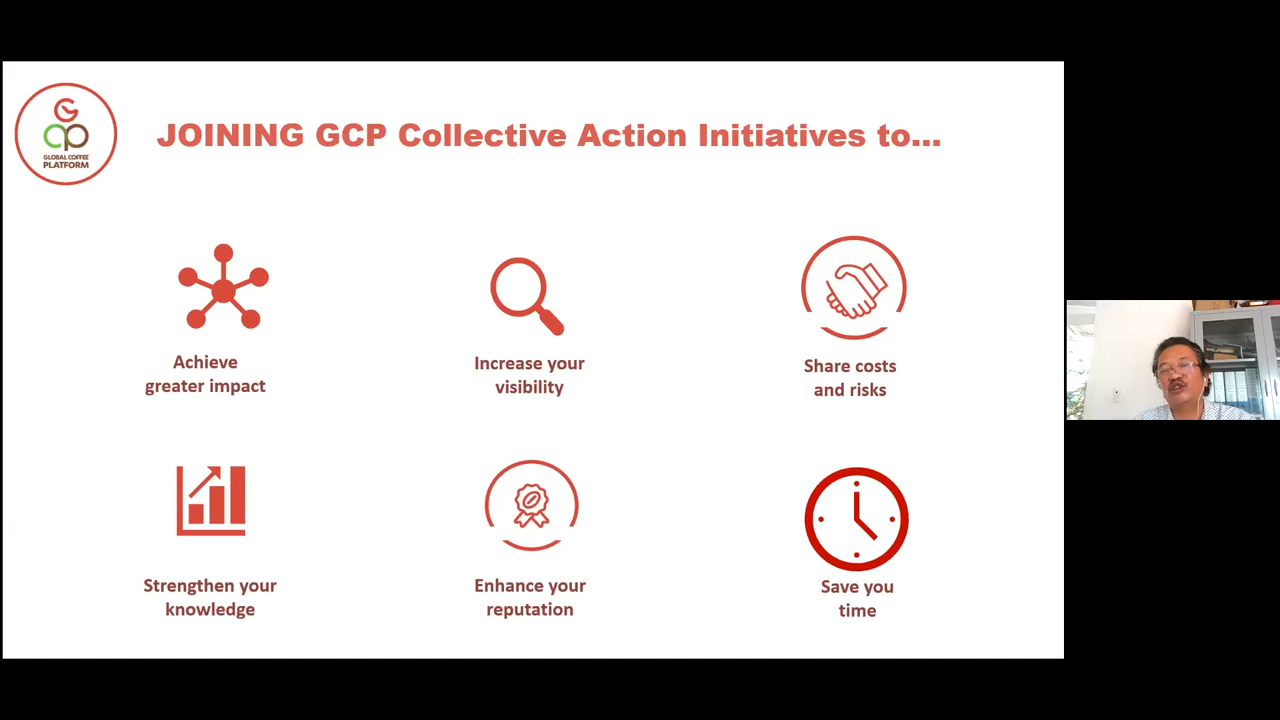 GLOBAL COFFEE
PLATFORM
JOINING GCP Collective Action Initiatives to...
Achieve
greater impact
Increase your
visibility
Share costs
and risks
Strengthen your
knowledge
Enhance your
reputation
Save you
time